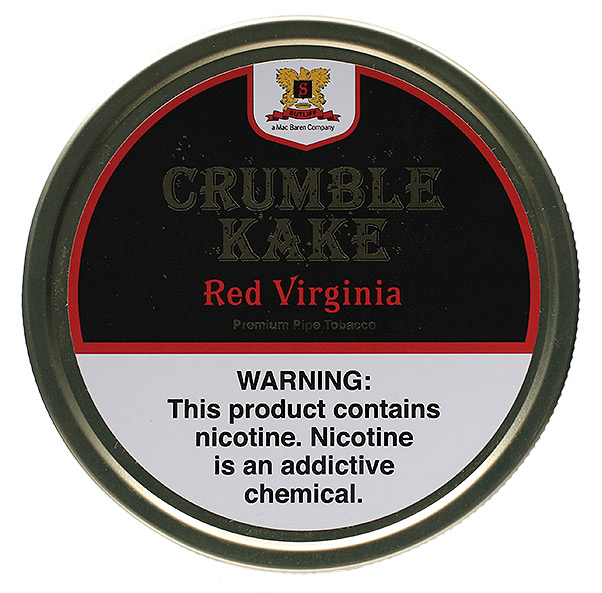 S
SUTLIFF
a Mac Baren Company
CRUMBLE
KAKE
Red Virginia
Premium Pipe Tobacco
WARNING:
This product contains
nicotine. Nicotine
is an addictive
chemical.